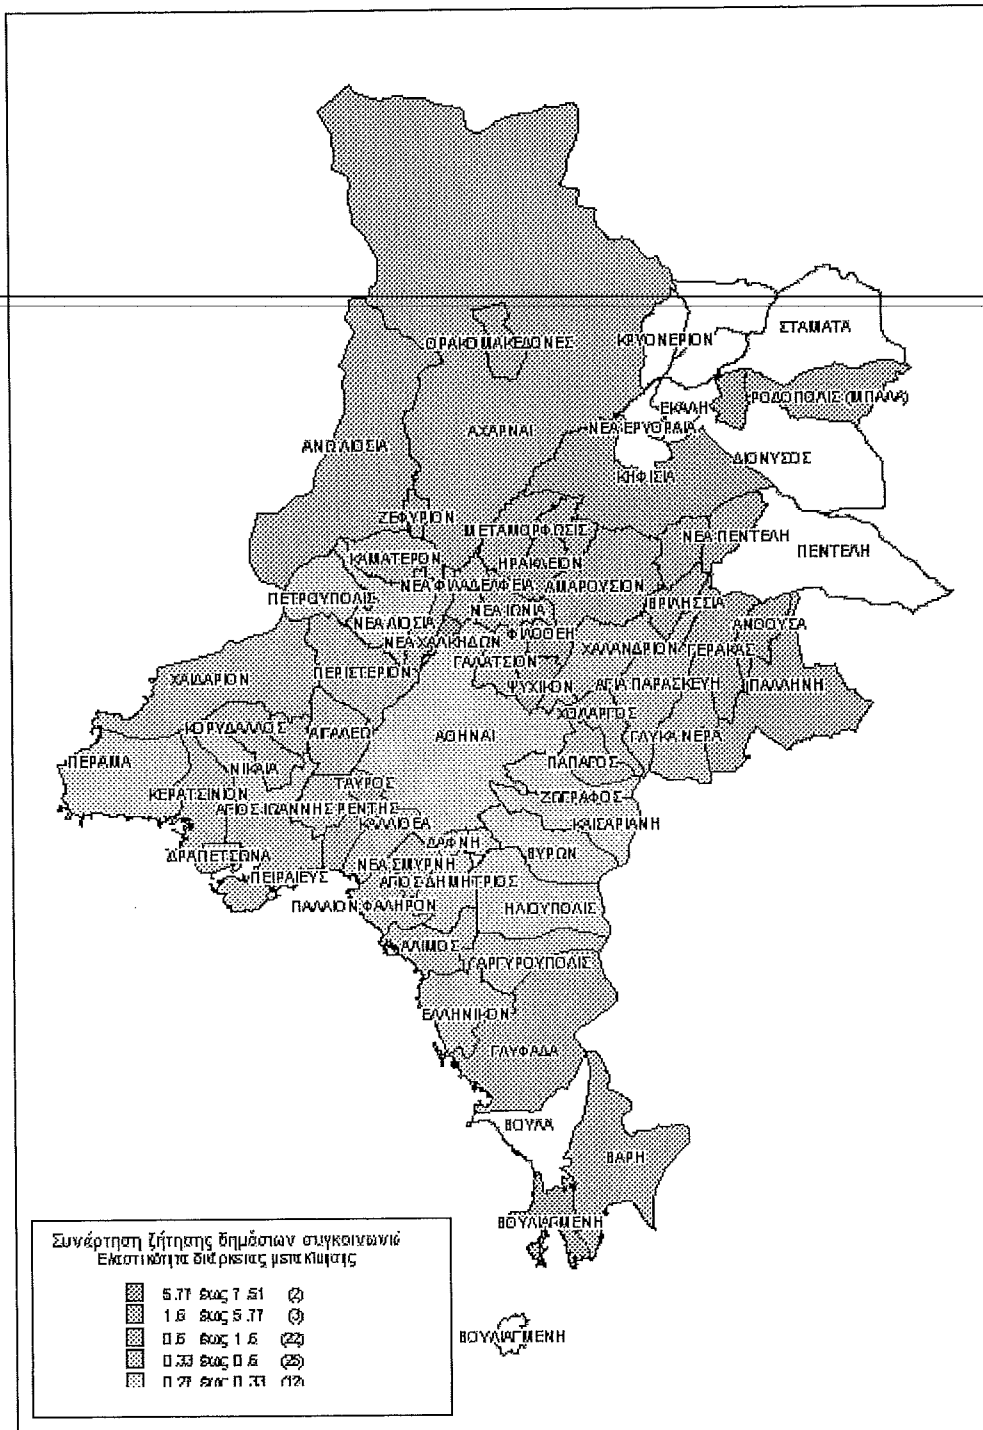 ΣΤΑΜΑΤΑ
ΚΡΥΟΝΕΡΙΟΝ
ΘΡΑΚΟΜΑΚΕΔΟΝΕΣ
ΡΟΔΟΠΟΛΙΣ (ΜΠΑΛΑ)
ΕΚΑΛΗ
ΝΕΑ ΕΡΥΘΡΑΙΑ
ΑΧΑΡΝΑΙ
ΑΝΩ ΛΙΟΣΙΑ
ΔΙΟΝΥΣΟΣ
ΚΗΦΙΣΙΑ
ΖΕΦΥΡΙΟΝ
ΜΕΤΑΜΟΡΦΩΣΙΣ
ΝΕΑ ΠΕΝΤΕΛΗ
ΠΕΝΤΕΛΗ
ΚΑΜΑΤΕΡΟΝ
ΗΡΑΚΛΕΙΟΝ
ΝΕΑ ΦΙΛΑΔΕΛΦΕΙΑ
ΑΜΑΡΟΥΣΙΟΝ
ΠΕΤΡΟΥΠΟΛΙΣ
ΒΡΙΛΗΣΣΙΑ
ΝΕΑ ΙΩΝΙΑ
ΝΕΑ ΛΙΟΣΙΑ
ΑΝΘΟΥΣΑ
ΦΙΛΟΘΕΗ
ΝΕΑ ΧΑΛΚΗΔΩΝ
ΧΑΛΑΝΔΡΙΟΝ
ΓΕΡΑΚΑΣ
ΓΑΛΑΤΣΙΟΝ
ΠΕΡΙΣΤΕΡΙΟΝ
ΧΑΙΔΑΡΙΟΝ
ΨΥΧΙΚΟΝ
ΑΓΙΑ ΠΑΡΑΣΚΕΥΗ
ΠΑΛΛΗΝΗ
ΧΟΛΑΡΓΟΣ
ΚΟΡΥΔΑΛΛΟΣ
ΑΓΑΛΕΩ
ΑΘΗΝΑΙ
ΓΛΥΚΑ ΝΕΡΑ
ΠΕΡΑΜΑ
ΠΑΠΑΓΟΣ
ΝΙΚΑΙΑ
ΤΑΥΡΟΣ
ΚΕΡΑΤΣΙΝΙΟΝ
ΖΩΓΡΑΦΟΣ
ΑΓΙΟΣ ΙΩΑΝΝΗΣ ΡΕΝΤΗΣ
ΚΑΛΛΙΘΕΑ
ΚΑΙΣΑΡΙΑΝΗ
ΔΑΦΝΗ
ΒΥΡΩΝ
ΔΡΑΠΕΤΣΩΝΑ
ΝΕΑ ΣΜΥΡΝΗ
ΠΕΙΡΑΙΕΥΣ
ΑΓΙΟΣ ΔΗΜΗΤΡΙΟΣ
ΠΑΛΑΙΟΝ ΦΑΛΗΡΟΝ
ΗΛΙΟΥΠΟΛΙΣ
ΑΛΙΜΟΣ
ΑΡΓΥΡΟΥΠΟΛΙΣ
ΕΛΛΗΝΙΚΟΝ
ΓΛΥΦΑΔΑ
ΒΟΥΛΑ
ΒΑΡΗ
ΒΟΥΛΙΑΓΜΕΝΗ
ΒΟΥΛΙΑΓΜΕΝΗ
Συνάρτηση ζήτησης δημόσιων συγκοινωνιώ
Ελαστικότητα διάρκειας μετακίνησης
5.77 έως 7.51 (2)
1.6 έως 5.77 (3)
0.6 έως 1.6 (22)
0.33 έως 0.6 (25)
0.27 έως 0.33 (12)